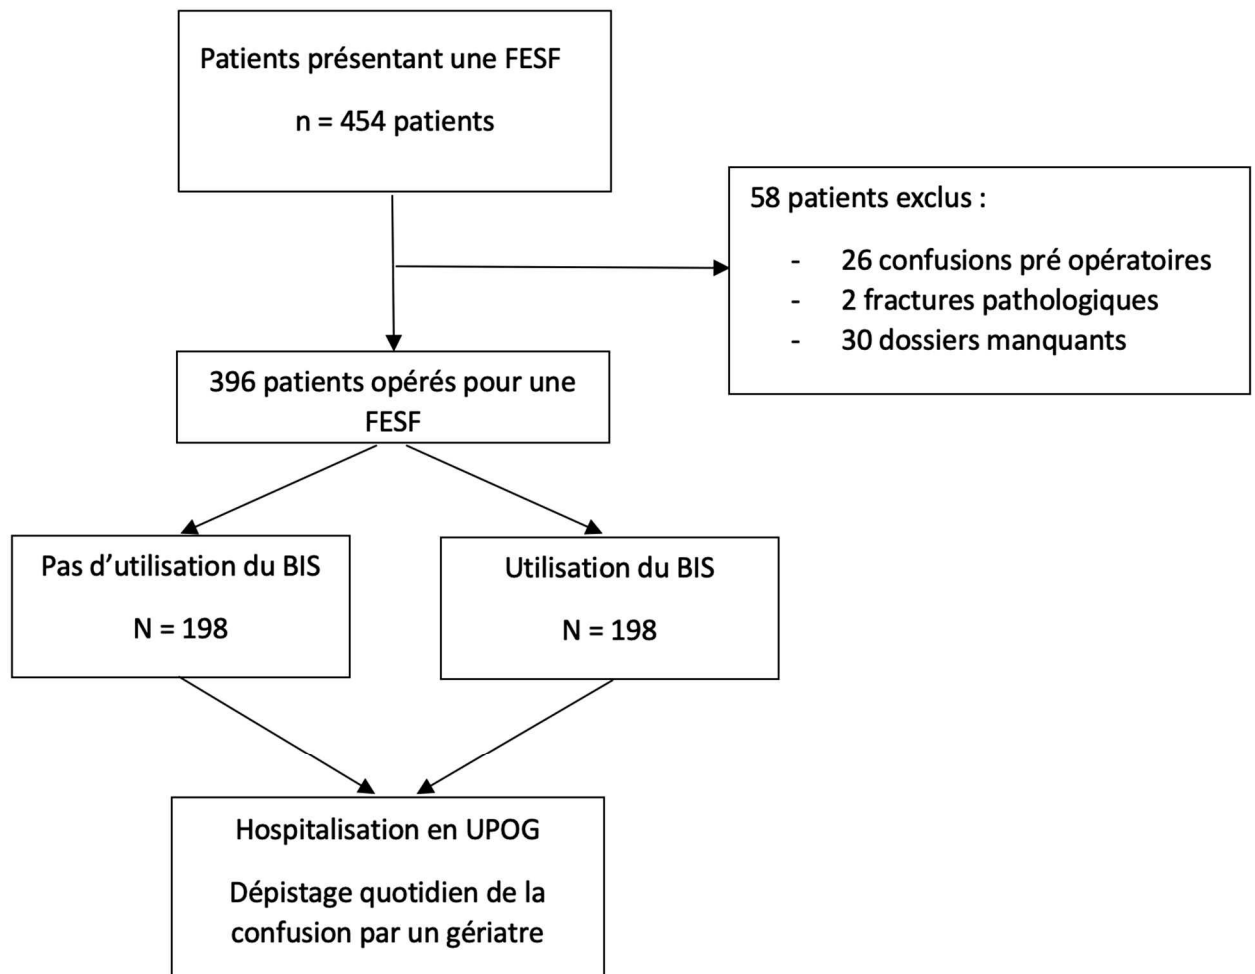 Patients présentant une FESF
n = 454 patients
58 patients exclus :
- 26 confusions pré opératoires
- 2 fractures pathologiques
- 30 dossiers manquants
396 patients opérés pour une
FESF
Pas d’utilisation du BIS
N = 198
Utilisation du BIS
N = 198
Hospitalisation en UPOG
Dépistage quotidien de la
confusion par un gériatre